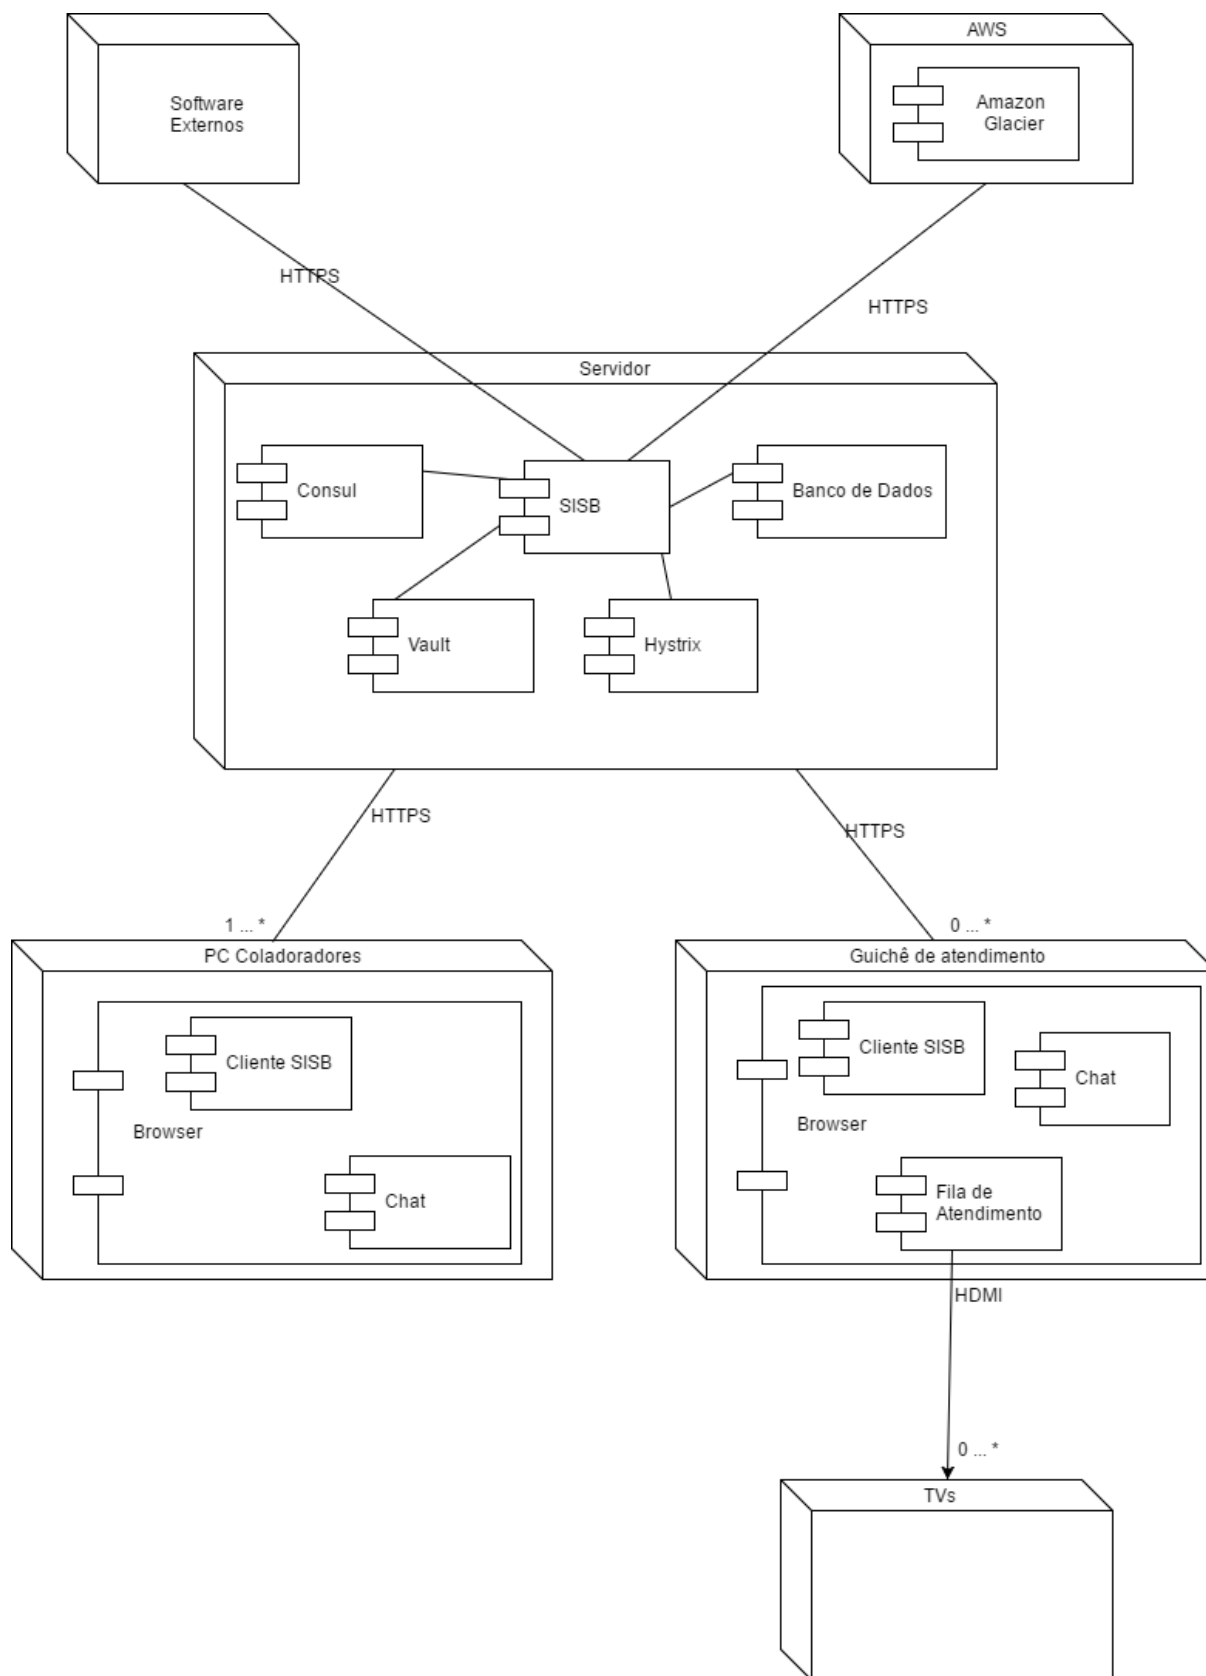 AWS
Software
Externos
Amazon
Glacier
HTTPS
HTTPS
Servidor
Consul
SISB
Banco de Dados
Vault
Hystrix
HTTPS
HTTPS
1 ... *
0 ... *
PC Coladoradores
Guichê de atendimento
Cliente SISB
Browser
Chat
Cliente SISB
Chat
Browser
Fila de
Atendimento
HDMI
0 ... *
TVs